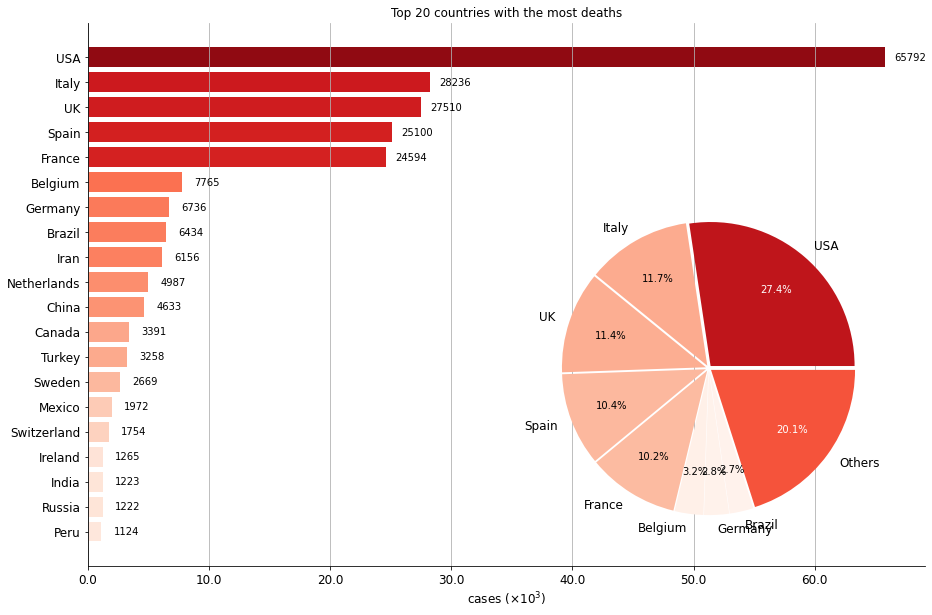 Top 20 countries with the most deaths
USA 65792
Italy 28236
UK 27510
Spain 25100
France 24594
Belgium 7765
Germany 6736
Brazil 6434
Iran 6156
Netherlands 4987
China 4633
Canada 3391
Turkey 3258
Sweden 2669
Mexico 1972
Switzerland 1754
Ireland 1265
India 1223
Russia 1222
Peru 1124
0.0 10.0 20.0 30.0 40.0 50.0 60.0
cases (×10³)
USA
27.4%
Italy
11.7%
UK
11.4%
Spain
10.4%
France
10.2%
Belgium
3.2%
Germany
2.8%
Brazil
2.7%
Others
20.1%